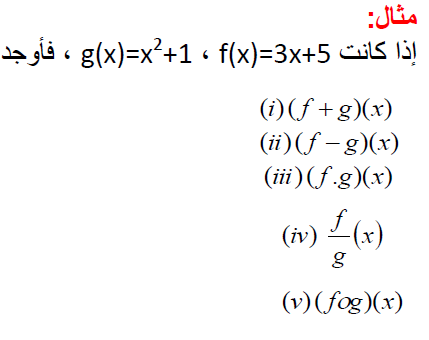 مثال:
إذا كانت f(x)=3x+5 ، g(x)=x²+1 ، فأوجد
(i)(f+g)(x)
(ii)(f−g)(x)
(iii)(f.g)(x)
(iv) f/g (x)
(v)(fog)(x)